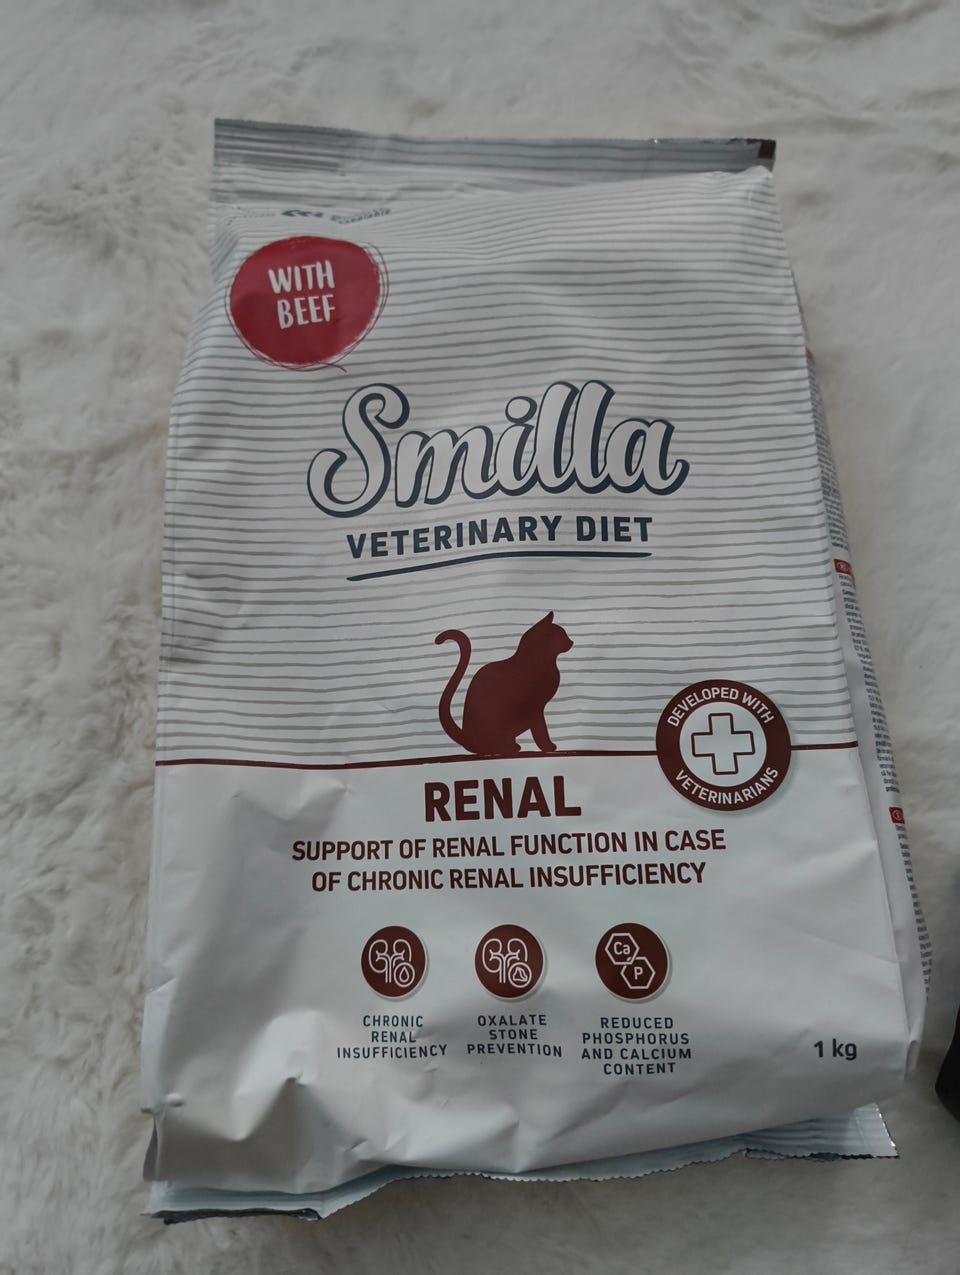 WITH
BEEF
Smilla
VETERINARY DIET
DEVELOPED WITH
VETERINARIANS
RENAL
SUPPORT OF RENAL FUNCTION IN CASE
OF CHRONIC RENAL INSUFFICIENCY
Ca
P
CHRONIC
RENAL
INSUFFICIENCY
OXALATE
STONE
PREVENTION
REDUCED
PHOSPHORUS
AND CALCIUM
CONTENT
1 kg